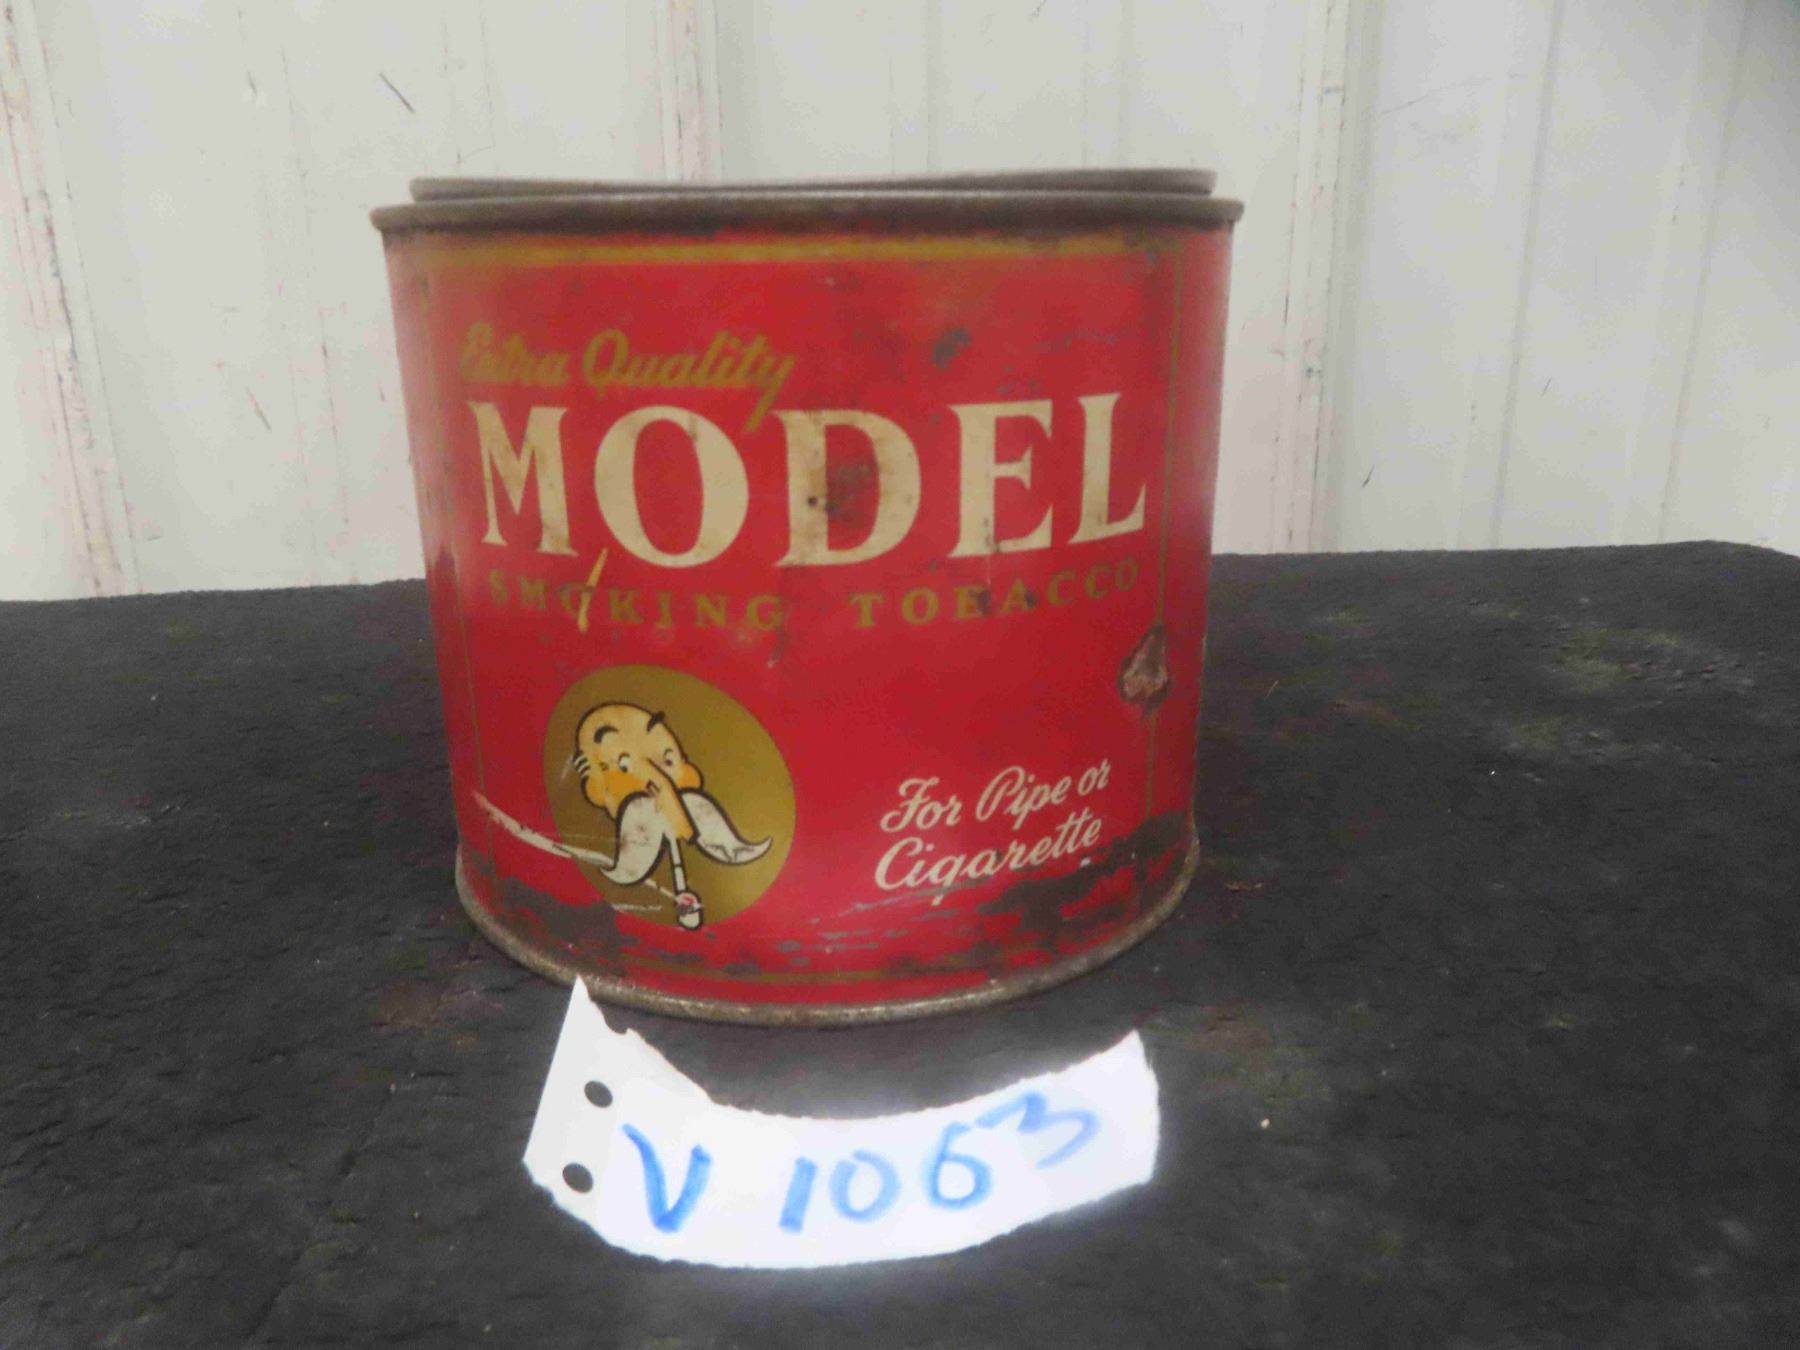 Extra Quality
MODEL
SMOKING TOBACCO
For Pipe or
Cigarette
V 1063